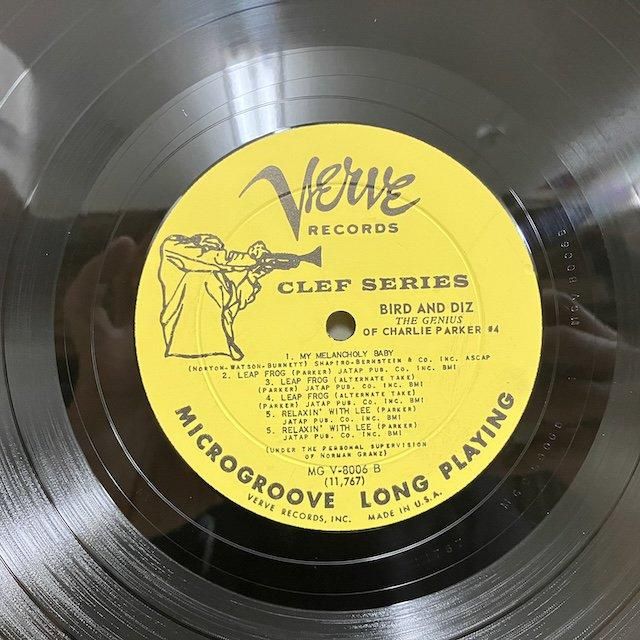 Verve
RECORDS
CLEF SERIES
BIRD AND DIZ
THE GENIUS
OF CHARLIE PARKER #4
1. MY MELANCHOLY BABY
(NORTON-WATSON-BURNETT) SHAPIRO-BERNSTEIN & CO. INC. ASCAP
2. LEAP FROG (PARKER) JATAP PUB. CO. INC. BMI
3. LEAP FROG (ALTERNATE TAKE)
(PARKER) JATAP PUB. CO. INC. BMI
4. LEAP FROG (ALTERNATE TAKE)
(PARKER) JATAP PUB. CO. INC. BMI
5. RELAXIN' WITH LEE (PARKER)
JATAP PUB. CO. INC. BMI
5. RELAXIN' WITH LEE (PARKER)
JATAP PUB. CO. INC. BMI
(UNDER THE PERSONAL SUPERVISION
OF NORMAN GRANZ)
MG V-8006 B
(11,767)
MICROGROOVE LONG PLAYING
VERVE RECORDS, INC. MADE IN U.S.A.